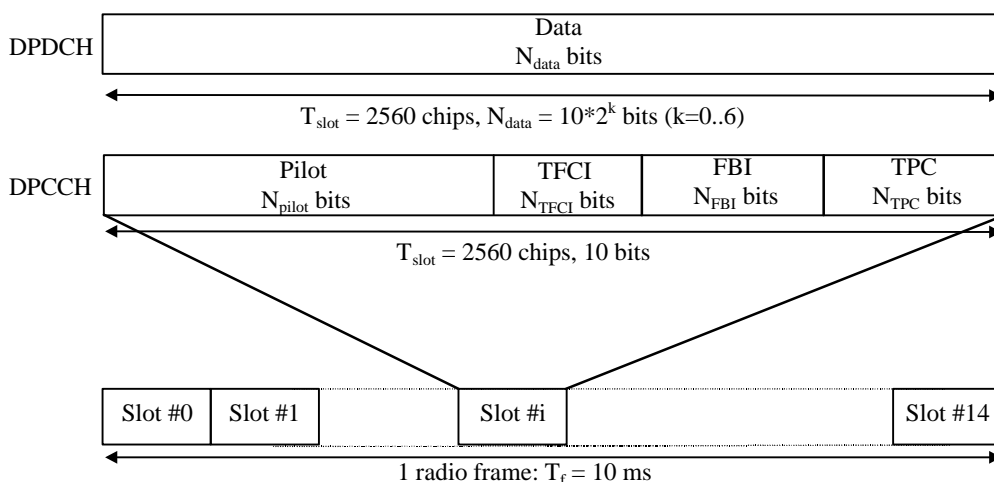 Data
DPDCH
N_data bits
T_slot = 2560 chips, N_data = 10*2^k bits (k=0..6)
Pilot TFCI FBI TPC
DPCCH
N_pilot bits N_TFCI bits N_FBI bits N_TPC bits
T_slot = 2560 chips, 10 bits
Slot #0 Slot #1 Slot #i Slot #14
1 radio frame: T_f = 10 ms